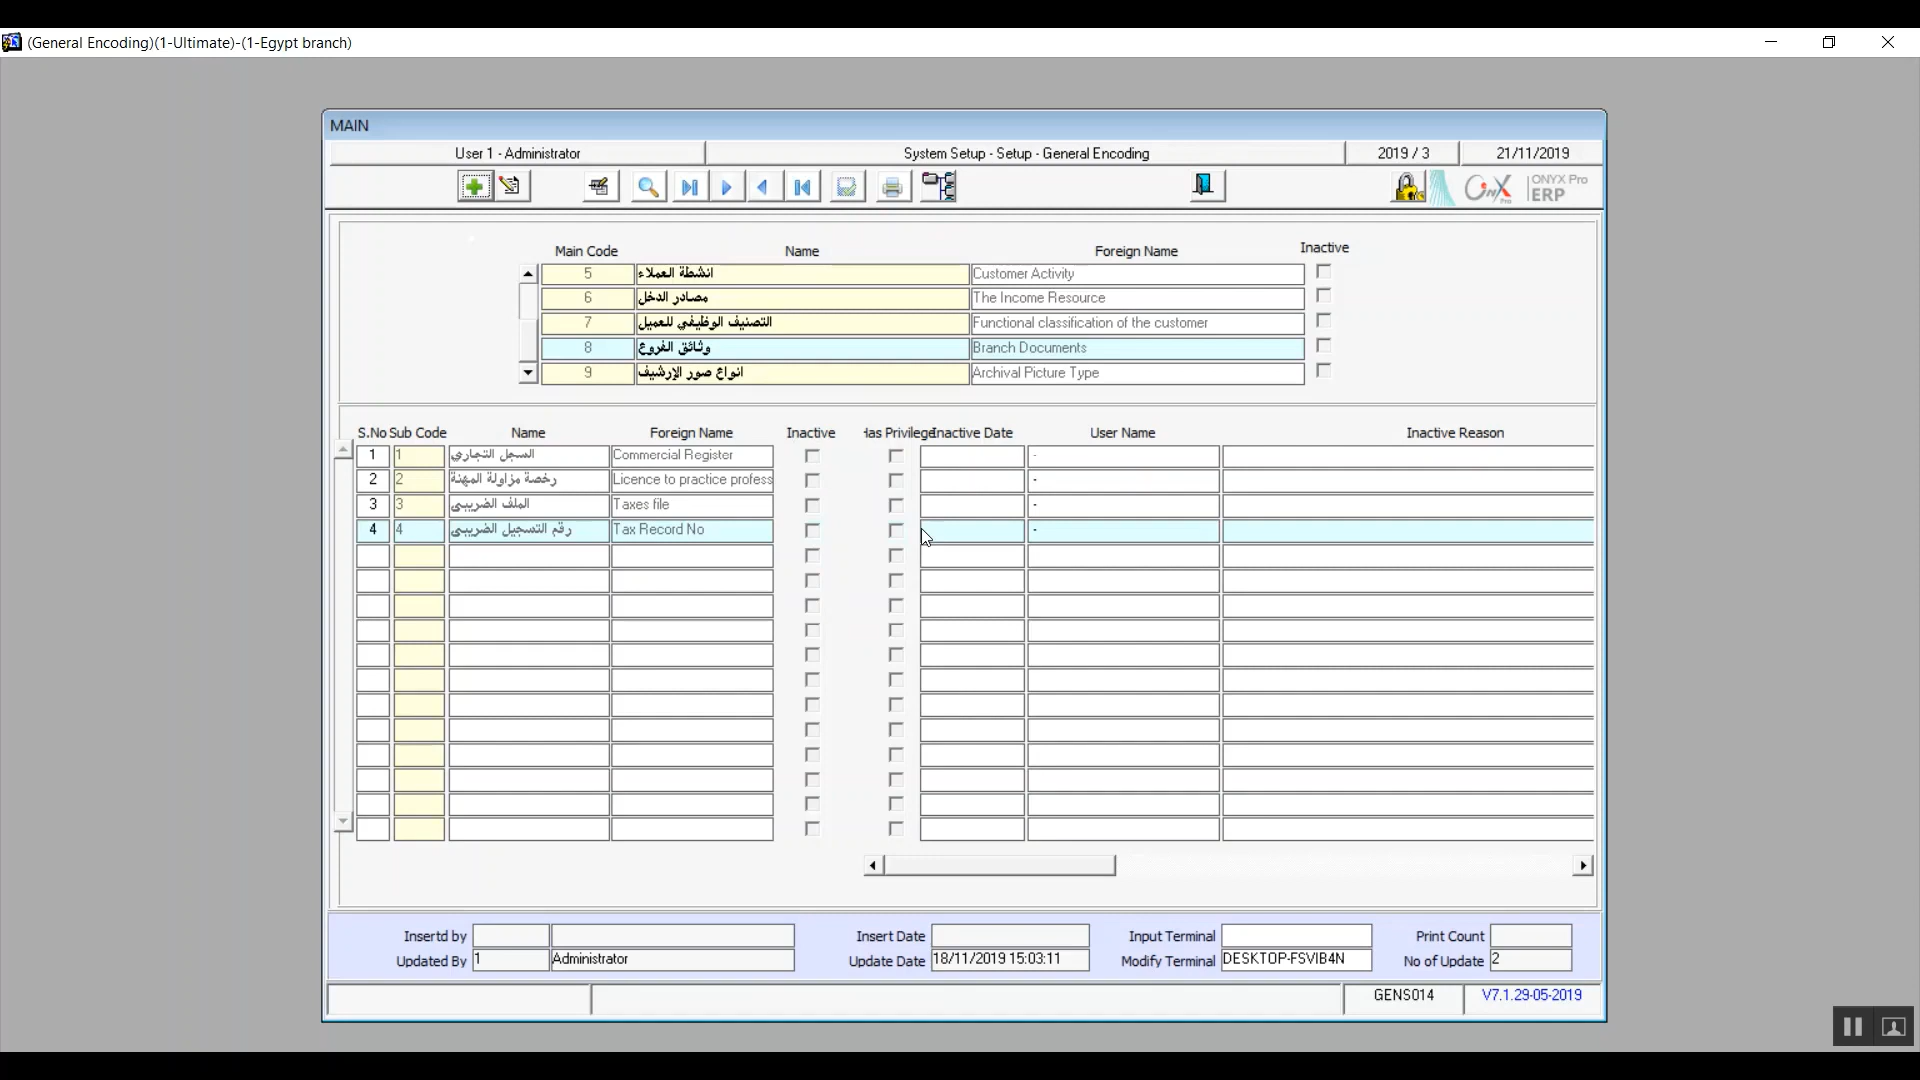 (General Encoding)(1-Ultimate)-(1-Egypt branch)
MAIN
User 1 - Administrator
System Setup - Setup - General Encoding
2019 / 3
21/11/2019
Onyx Pro
ONYX Pro
ERP
Main Code Name Foreign Name Inactive
5 انشطة العملاء Customer Activity
6 مصادر الدخل The Income Resource
7 التصنيف الوظيفي للعميل Functional classification of the customer
8 وثائق الفروع Branch Documents
9 انواع صور الإرشيف Archival Picture Type
S.No Sub Code Name Foreign Name Inactive Has Privilege Inactive Date User Name Inactive Reason
1 1 السجل التجاري Commercial Register -
2 2 رخصة مزاولة المهنة Licence to practice profess -
3 3 الملف الضريبى Taxes file -
4 4 رقم التسجيل الضريبى Tax Record No -
Insertd by Insert Date Input Terminal Print Count
Updated By 1 Administrator Update Date 18/11/2019 15:03:11 Modify Terminal DESKTOP-FSVIB4N No of Update 2
GENS014
V7.1.29-05-2019